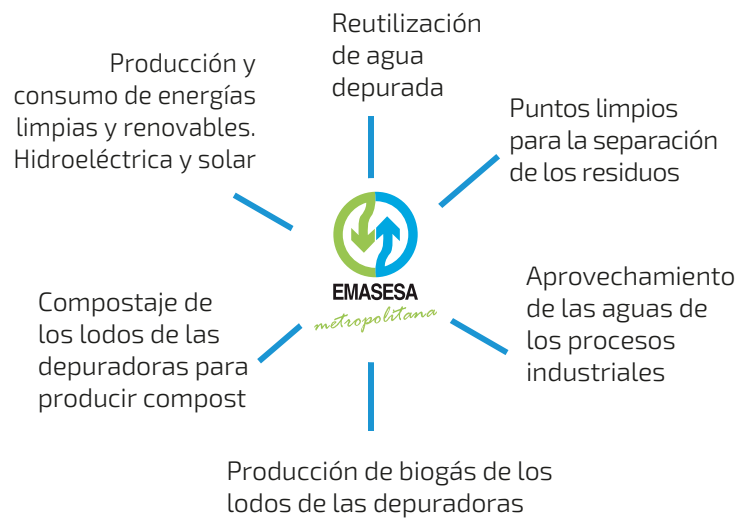 Reutilización
de agua
depurada
Producción y
consumo de energías
limpias y renovables.
Hidroeléctrica y solar
Puntos limpios
para la separación
de los residuos
EMASESA
metropolitana
Aprovechamiento
de las aguas de
los procesos
industriales
Compostaje de
los lodos de las
depuradoras para
producir compost
Producción de biogás de los
lodos de las depuradoras